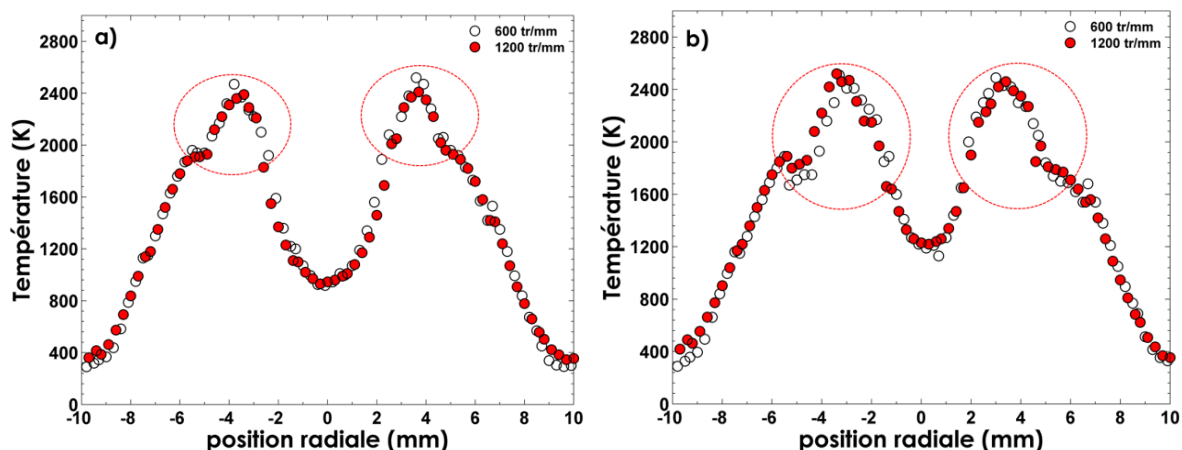 a)
600 tr/mm
1200 tr/mm
Température (K)
2800
2400
2000
1600
1200
800
400
0
-10 -8 -6 -4 -2 0 2 4 6 8 10
position radiale (mm)
b)
600 tr/mm
1200 tr/mm
Température (K)
2800
2400
2000
1600
1200
800
400
0
-10 -8 -6 -4 -2 0 2 4 6 8 10
position radiale (mm)